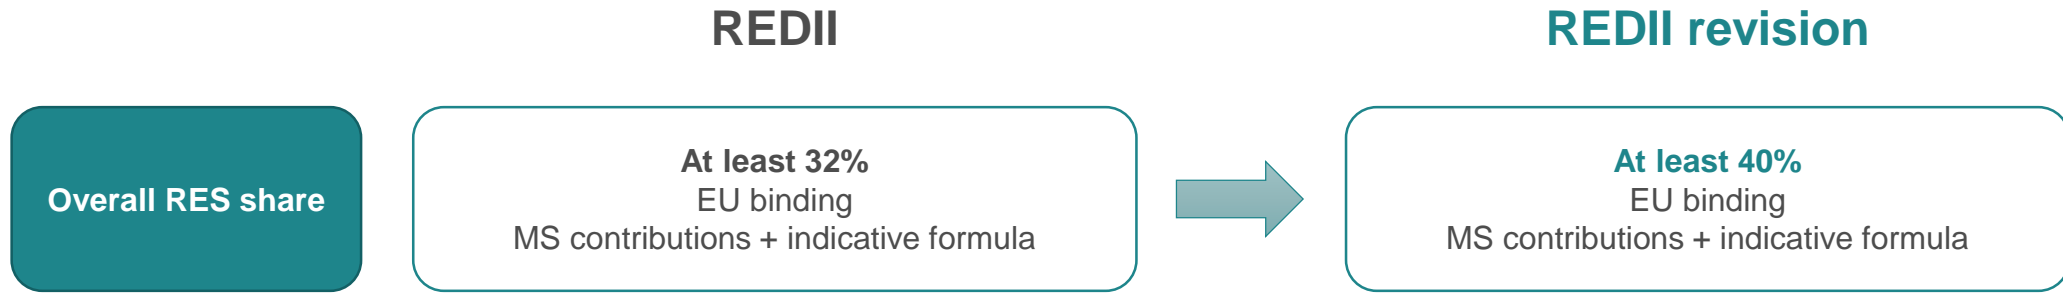 REDII
REDII revision
Overall RES share
At least 32%
EU binding
MS contributions + indicative formula
At least 40%
EU binding
MS contributions + indicative formula